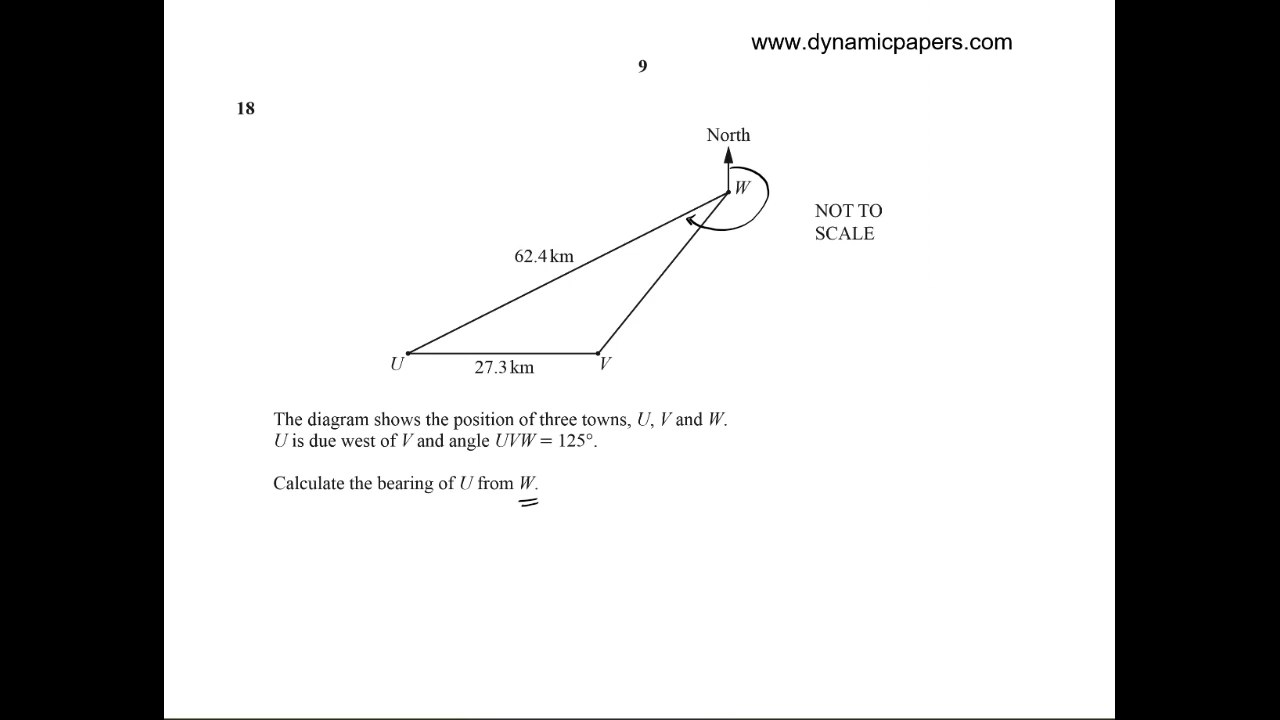 www.dynamicpapers.com
9
18
North
W
NOT TO
SCALE
62.4 km
U
27.3 km
V
The diagram shows the position of three towns, U, V and W.
U is due west of V and angle UVW = 125°.
Calculate the bearing of U from W.